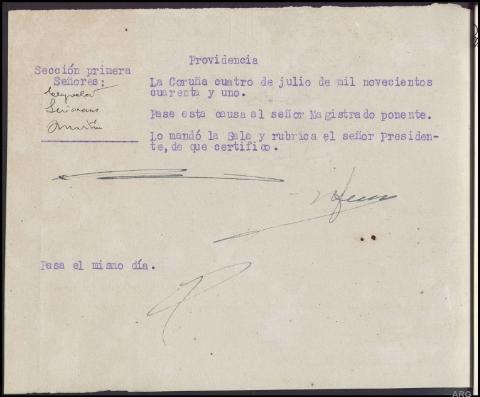 Providencia
Sección primera
Señores:
La Coruña cuatro de julio de mil novecientos
cuarenta y uno.
Pase esta causa al señor Magistrado ponente.
Lo mandó la Sala y rubrica el señor Presiden-
te, de que certifico.
Pasa el mismo día.
ARG